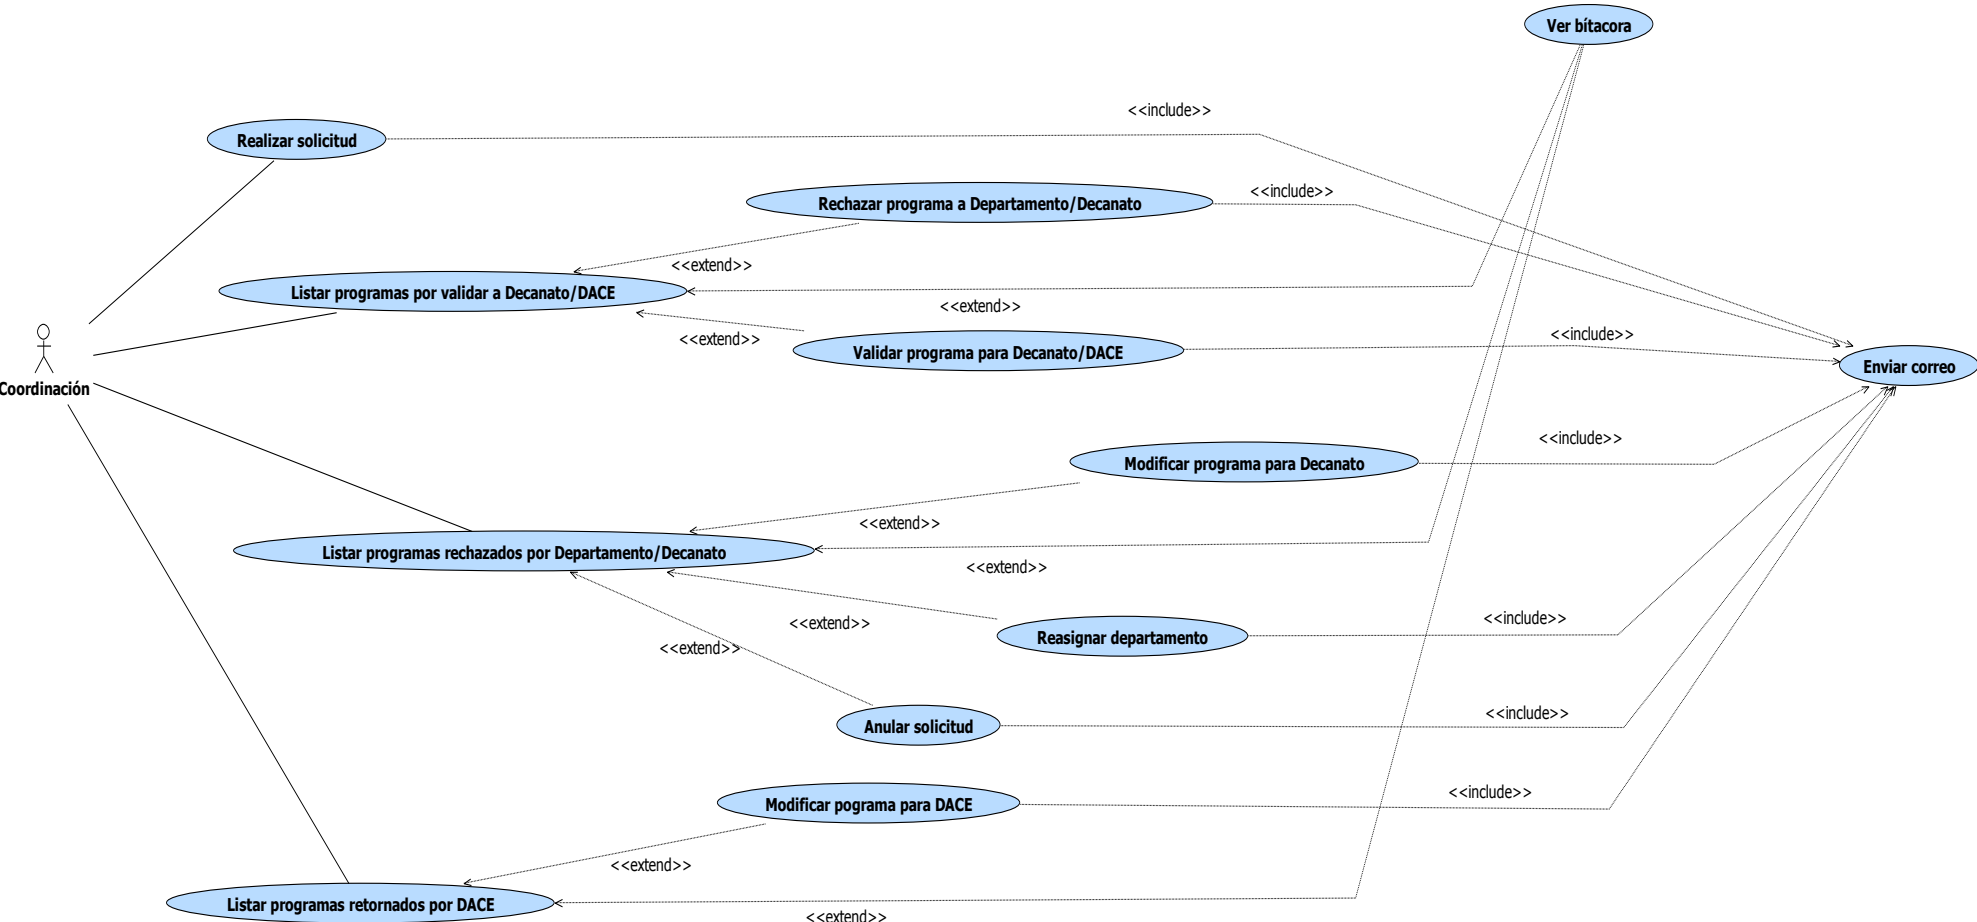 Ver bítacora
<<include>>
Realizar solicitud
<<include>>
Rechazar programa a Departamento/Decanato
<<extend>>
Listar programas por validar a Decanato/DACE
<<extend>>
<<extend>>
<<include>>
Validar programa para Decanato/DACE
Enviar correo
Coordinación
<<include>>
Modificar programa para Decanato
<<extend>>
Listar programas rechazados por Departamento/Decanato
<<extend>>
<<extend>>
<<include>>
Reasignar departamento
<<extend>>
<<include>>
Anular solicitud
<<include>>
Modificar pograma para DACE
<<extend>>
Listar programas retornados por DACE
<<extend>>